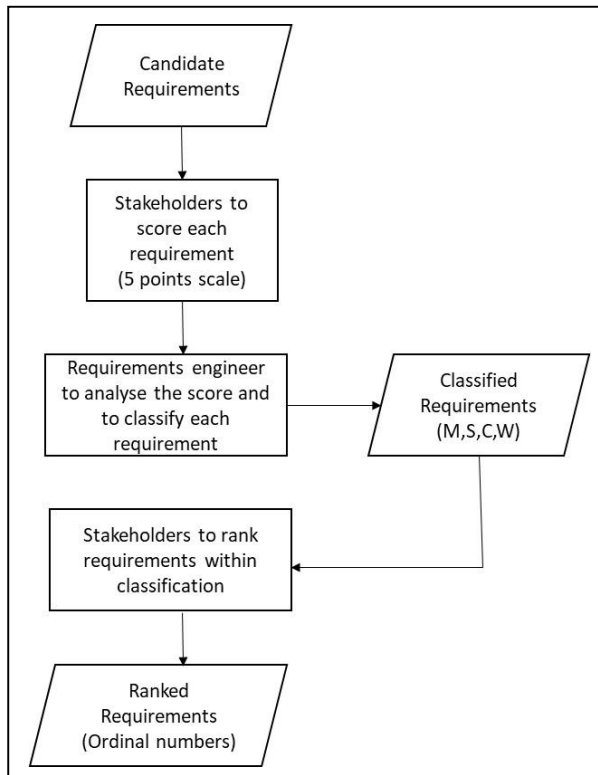 Candidate
Requirements
Stakeholders to
score each
requirement
(5 points scale)
Requirements engineer
to analyse the score and
to classify each
requirement
Classified
Requirements
(M,S,C,W)
Stakeholders to rank
requirements within
classification
Ranked
Requirements
(Ordinal numbers)